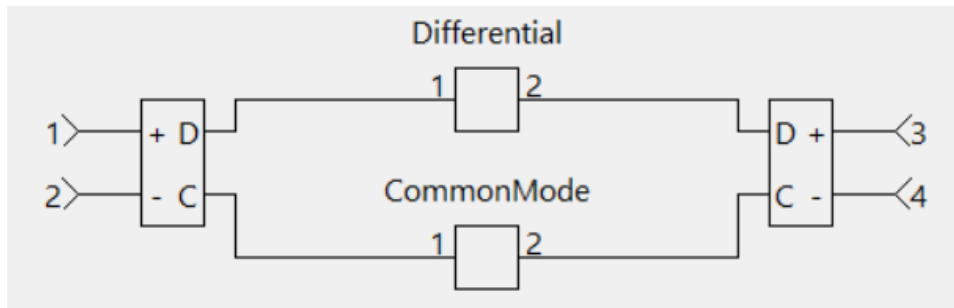 Differential
1 2
1 + D D + 3
2 - C C - 4
CommonMode
1 2